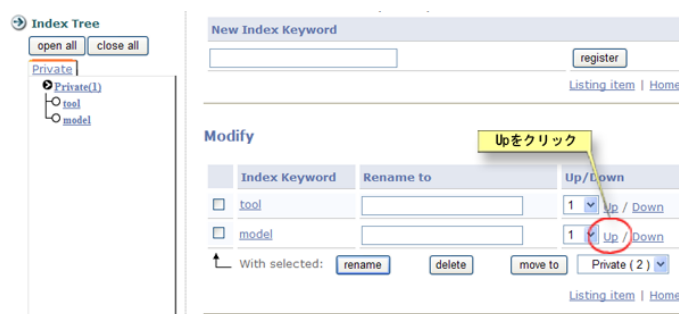 Index Tree
open all close all
Private
Private(1)
tool
model
New Index Keyword
register
Listing item | Home
Modify
Upをクリック
Index Keyword Rename to Up/Down
tool 1 Up / Down
model 1 Up / Down
With selected: rename delete move to Private ( 2 )
Listing item | Home